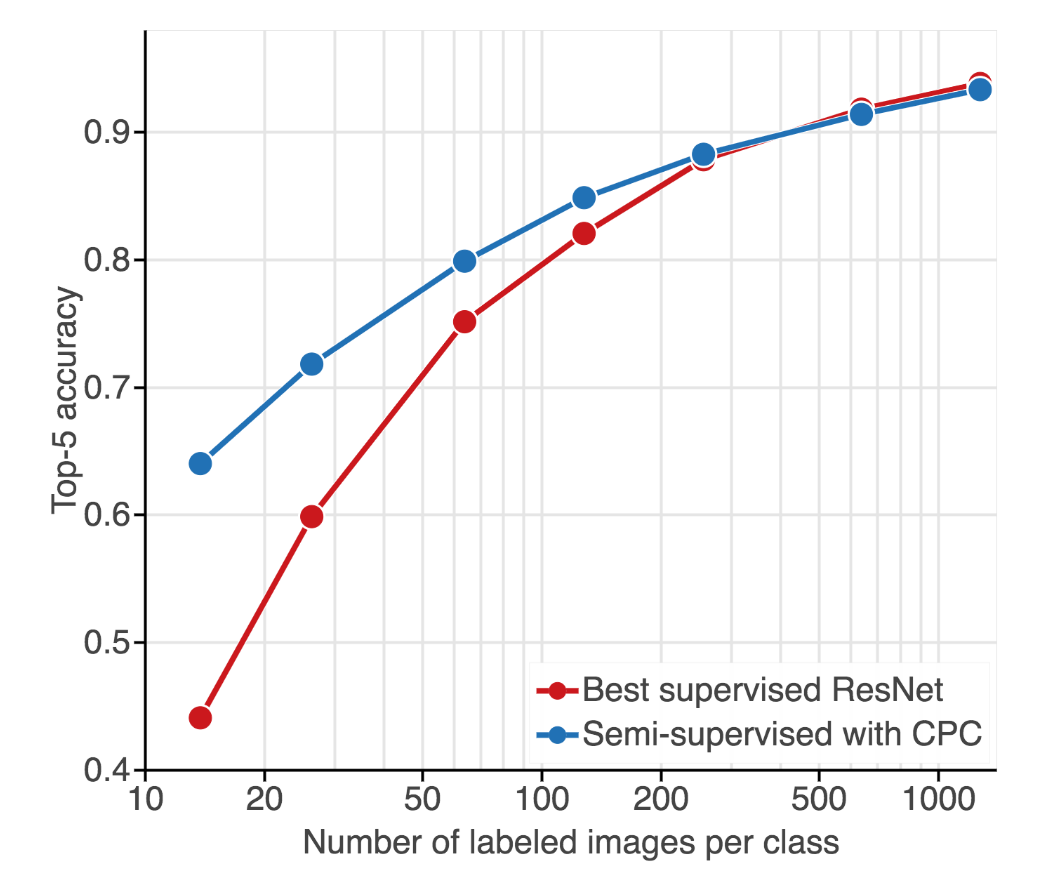 0.9
0.8
0.7
0.6
0.5
0.4
Top-5 accuracy
Best supervised ResNet
Semi-supervised with CPC
10 20 50 100 200 500 1000
Number of labeled images per class